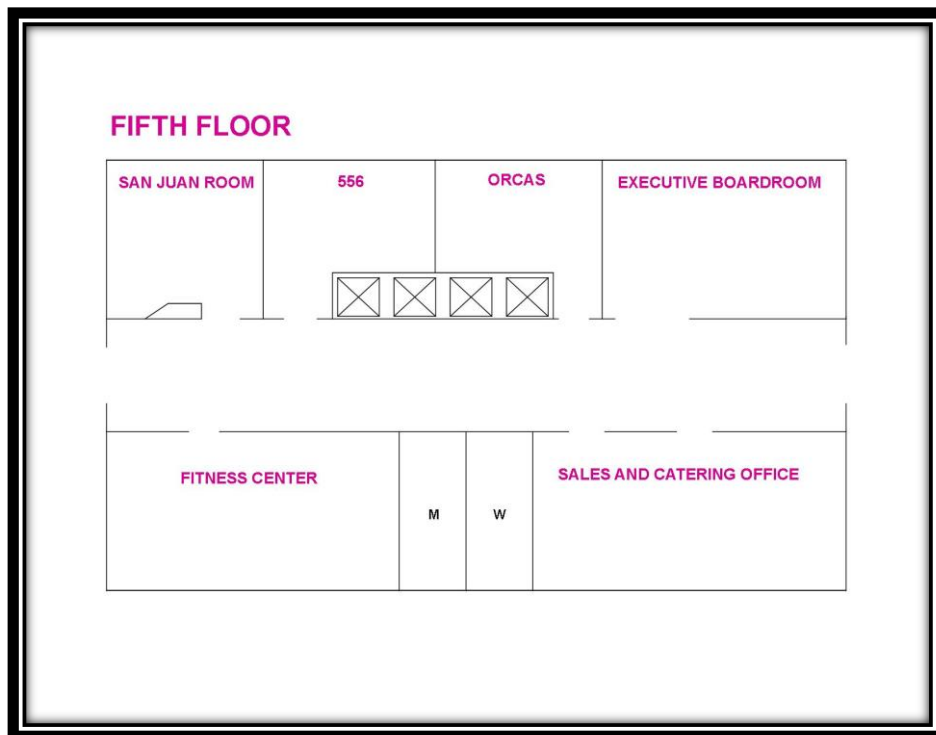 FIFTH FLOOR
SAN JUAN ROOM
556
ORCAS
EXECUTIVE BOARDROOM
FITNESS CENTER
SALES AND CATERING OFFICE
M
W